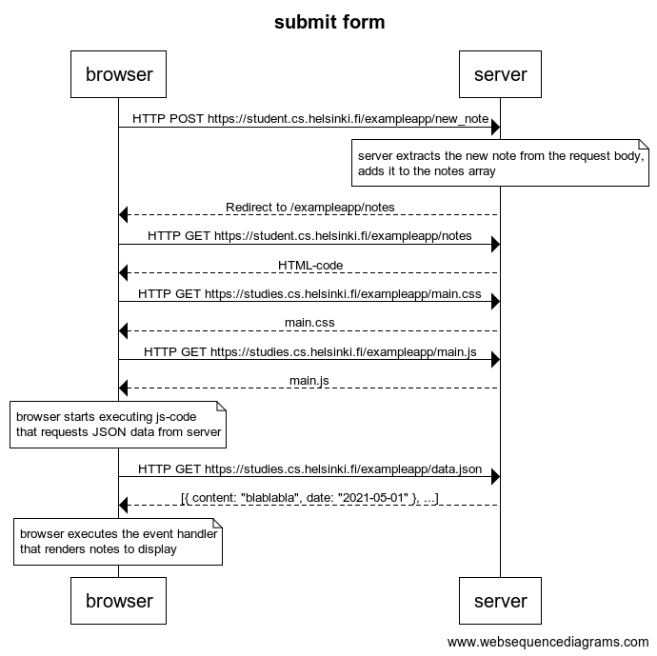 submit form
browser
server
HTTP POST https://student.cs.helsinki.fi/exampleapp/new_note
server extracts the new note from the request body,
adds it to the notes array
Redirect to /exampleapp/notes
HTTP GET https://student.cs.helsinki.fi/exampleapp/notes
HTML-code
HTTP GET https://studies.cs.helsinki.fi/exampleapp/main.css
main.css
HTTP GET https://studies.cs.helsinki.fi/exampleapp/main.js
main.js
browser starts executing js-code
that requests JSON data from server
HTTP GET https://studies.cs.helsinki.fi/exampleapp/data.json
[{ content: "blablabla", date: "2021-05-01" }, ...]
browser executes the event handler
that renders notes to display
browser
server
www.websequencediagrams.com